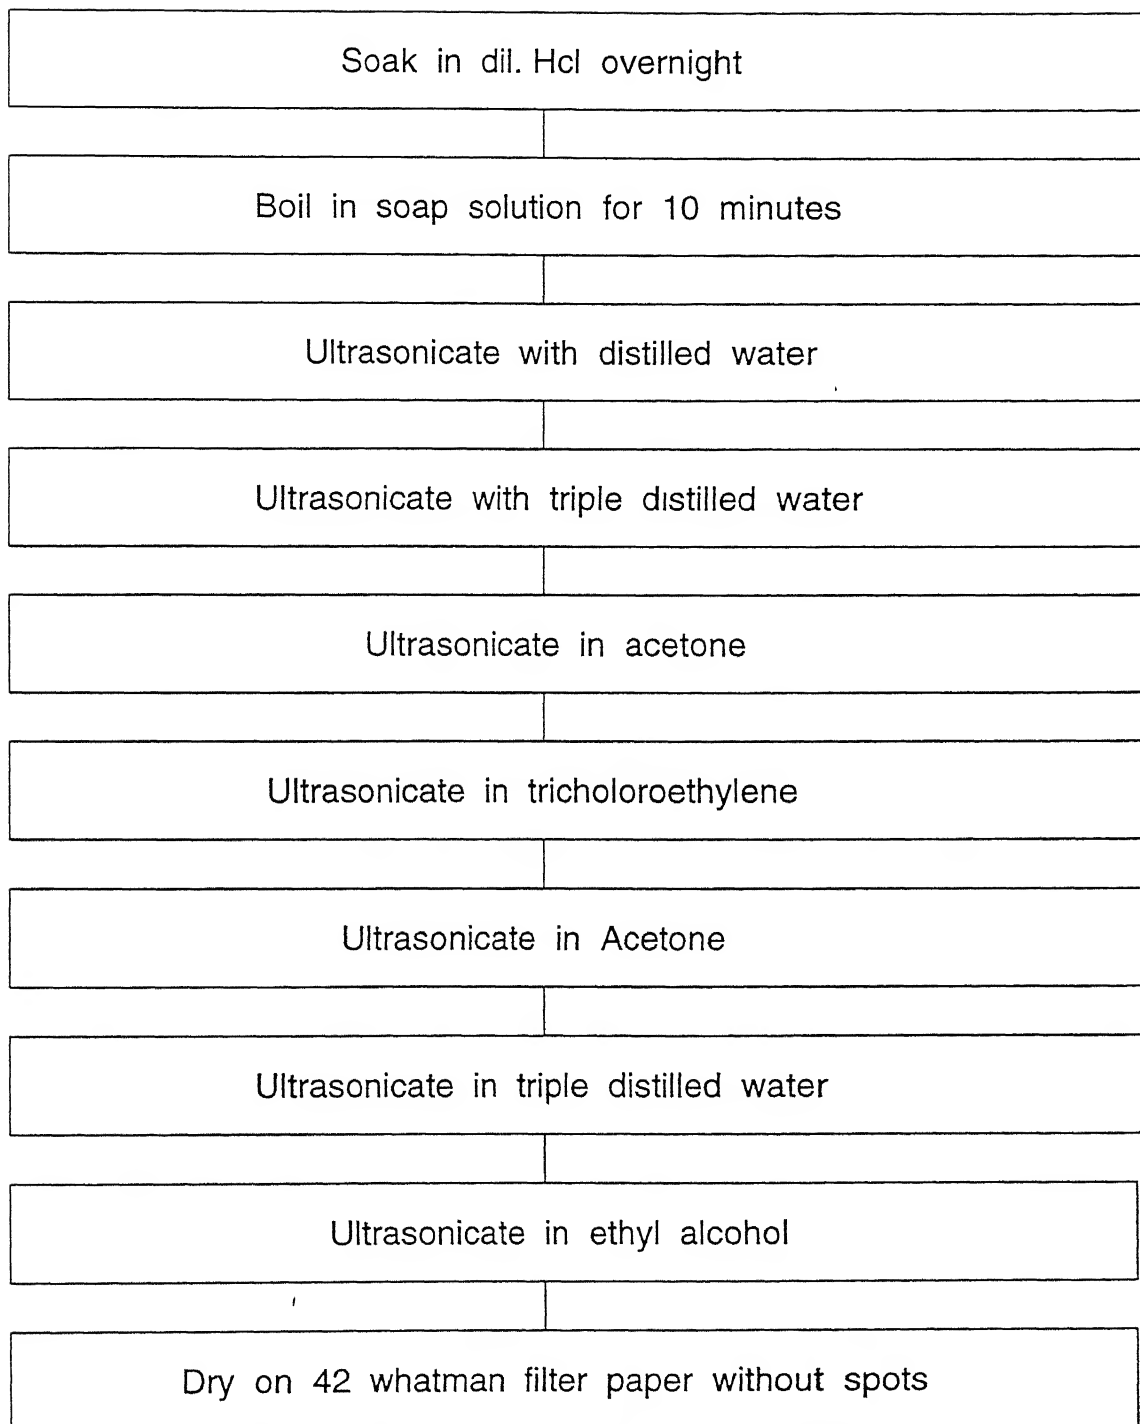 Soak in dil. Hcl overnight
Boil in soap solution for 10 minutes
Ultrasonicate with distilled water
Ultrasonicate with triple distilled water
Ultrasonicate in acetone
Ultrasonicate in tricholoroethylene
Ultrasonicate in Acetone
Ultrasonicate in triple distilled water
Ultrasonicate in ethyl alcohol
Dry on 42 whatman filter paper without spots